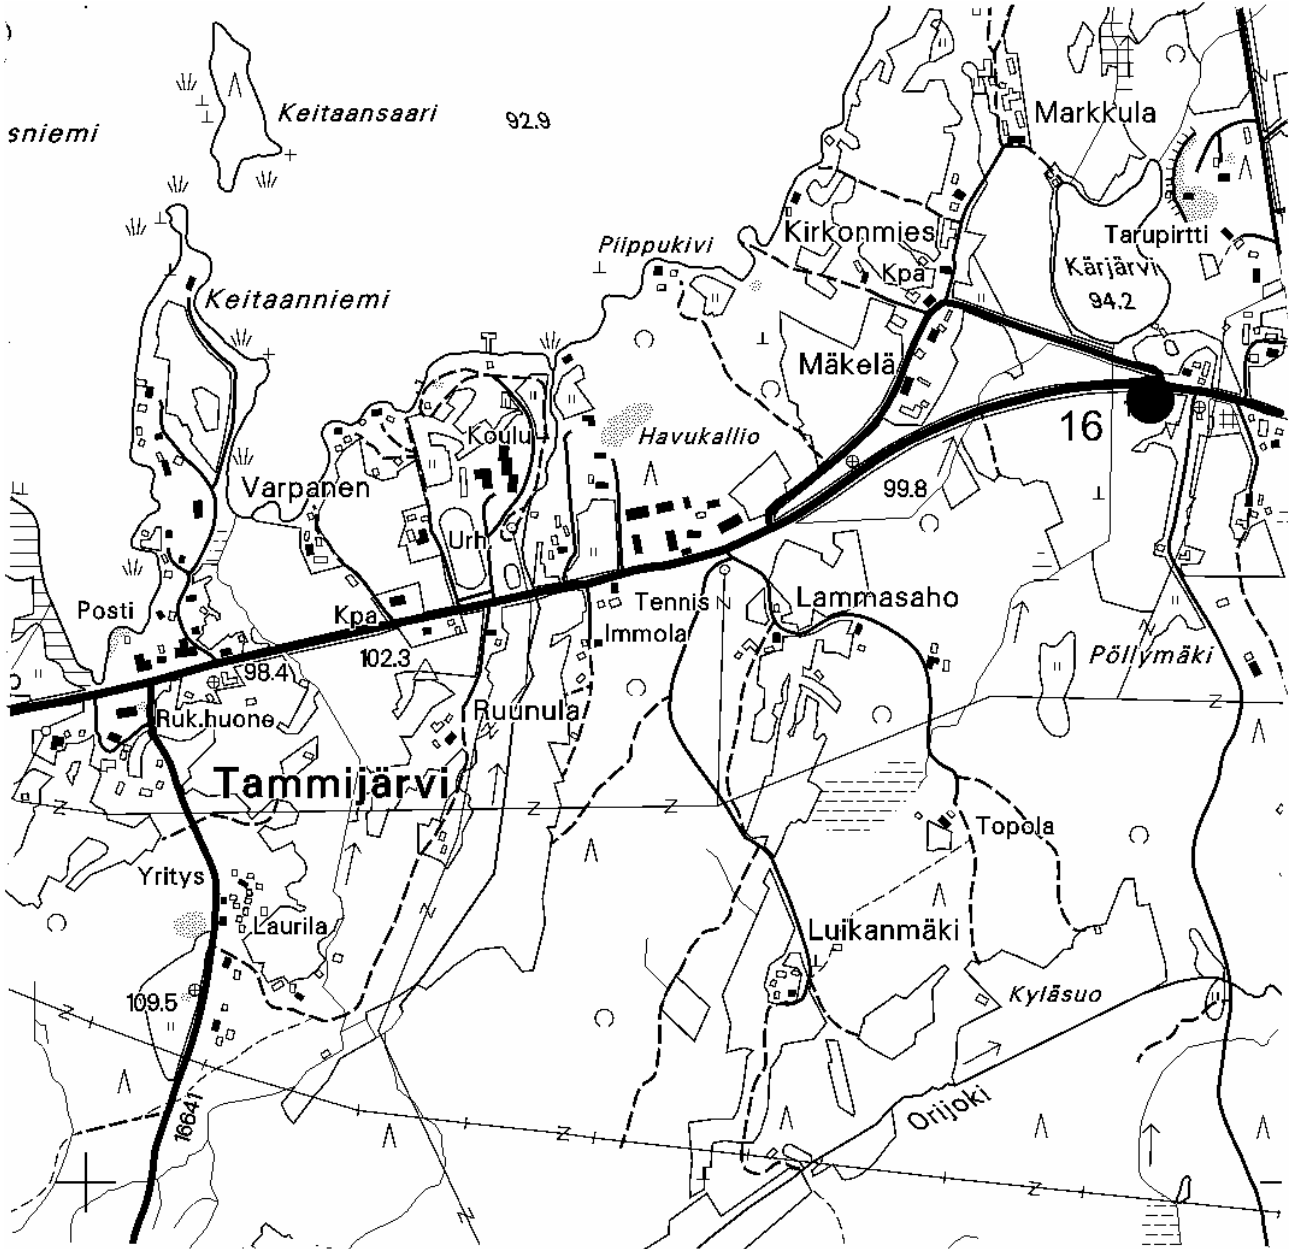 Keitaansaari
92.9
Markkula
sniemi
Kirkonmies
Tarupirtti
Piippukivi
Kpa
Kärjärvi
94.2
Keitaanniemi
Mäkelä
16
Koulu
Havukallio
Varpanen
99.8
Urh.
Posti
Kpa
Tennis
Lammasaho
Immola
98.4
102.3
Pöllymäki
Ruk.huone
Ruunula
Tammijärvi
Topola
Yritys
Laurila
Luikanmäki
109.5
Kyläsuo
16641
Orijoki